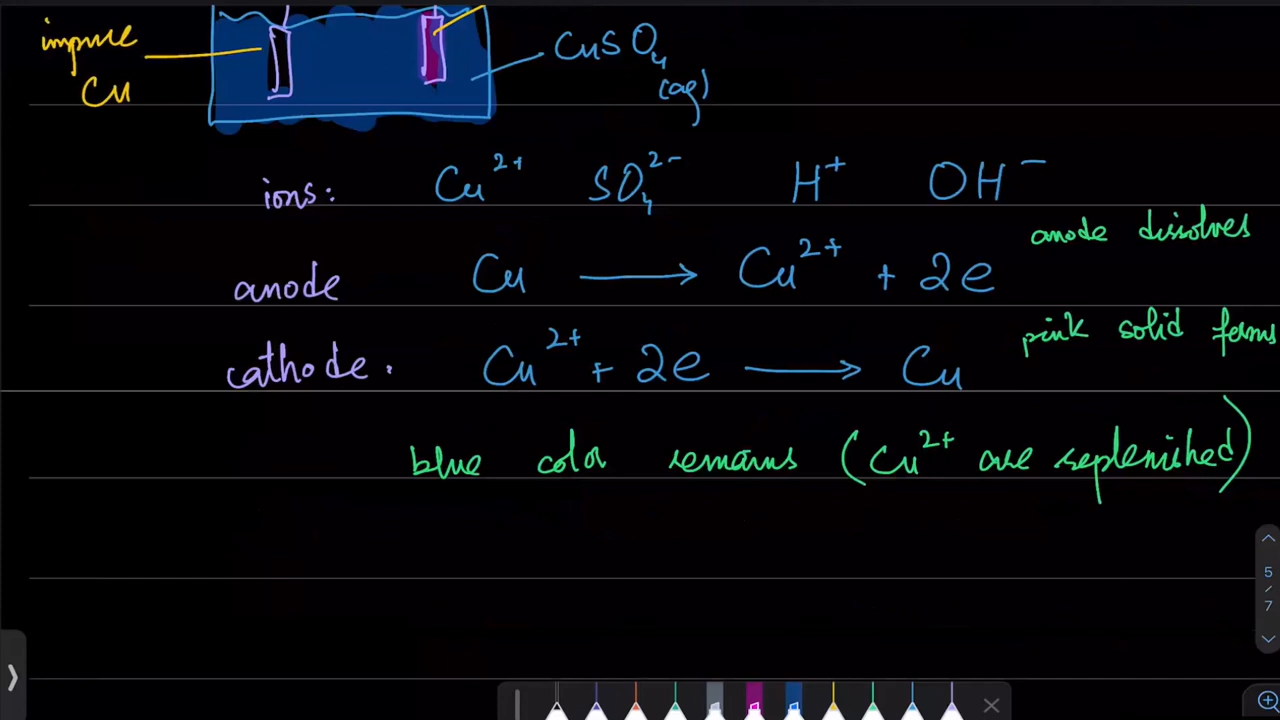 impure
Cu
CuSO₄
(aq)
ions: Cu²⁺ SO₄²⁻ H⁺ OH⁻
anode dissolves
anode Cu ⟶ Cu²⁺ + 2e
pink solid forms
cathode. Cu²⁺ + 2e ⟶ Cu
blue color remains (Cu²⁺ are replenished)
5
/
7